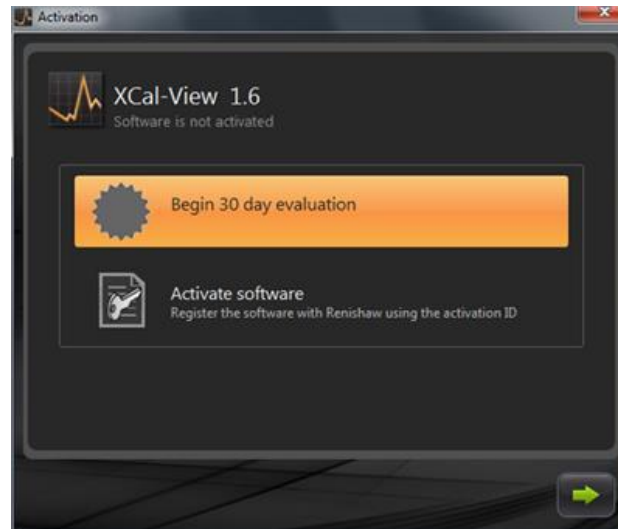 Activation
XCal-View 1.6
Software is not activated
Begin 30 day evaluation
Activate software
Register the software with Renishaw using the activation ID